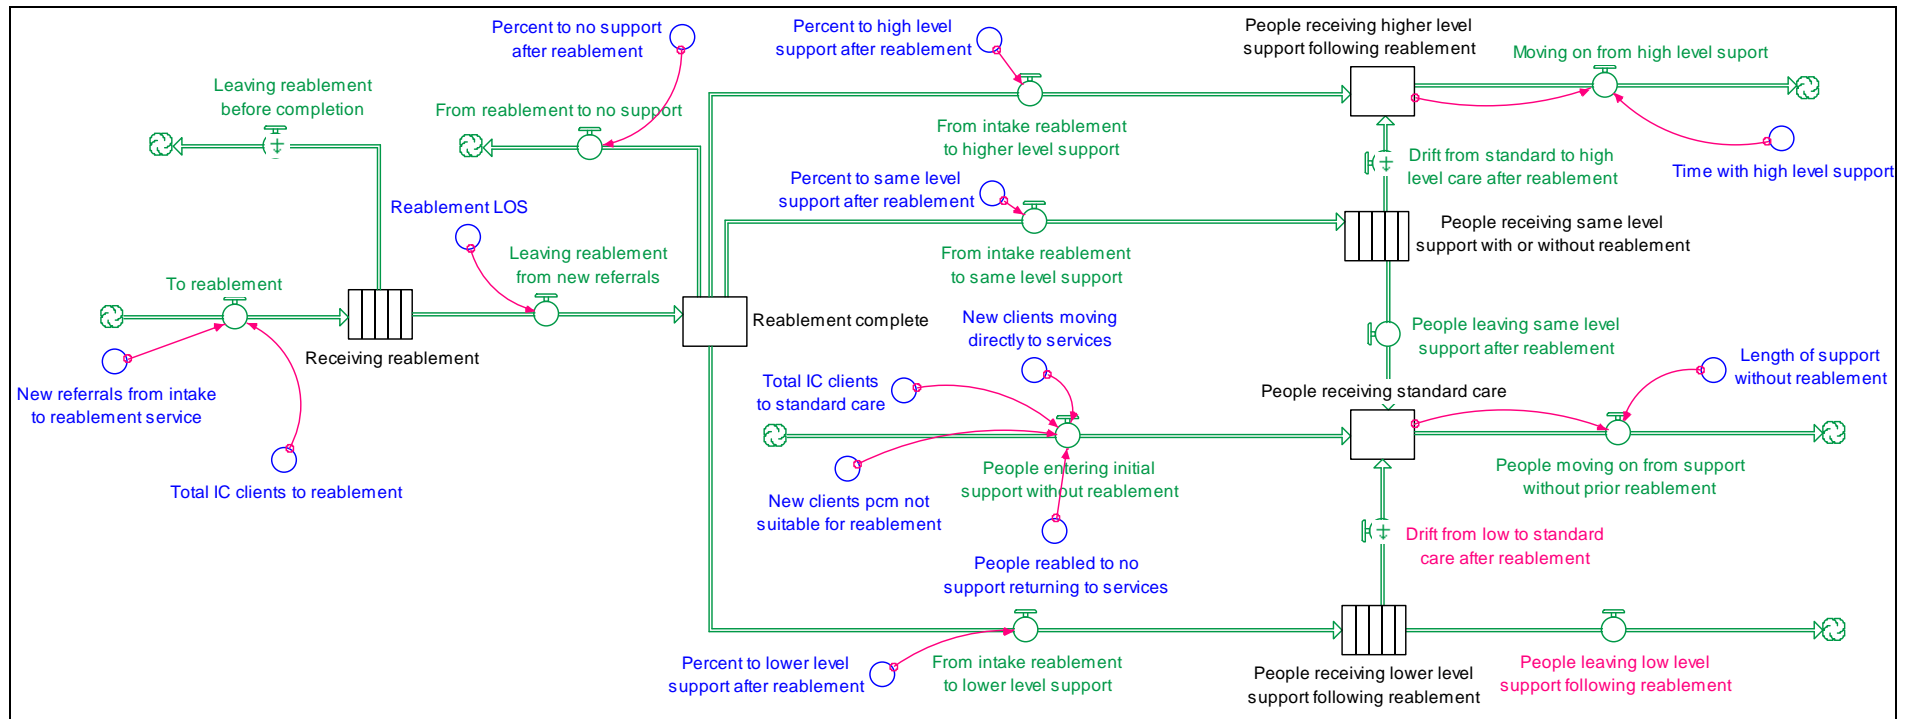 Percent to no support
after reablement
Percent to high level
support after reablement
People receiving higher level
support following reablement
Moving on from high level suport
Leaving reablement
before completion
From reablement to no support
From intake reablement
to higher level support
Drift from standard to high
level care after reablement
Time with high level support
Percent to same level
support after reablement
Reablement LOS
People receiving same level
support with or without reablement
Leaving reablement
from new referrals
From intake reablement
to same level support
To reablement
Reablement complete
New clients moving
directly to services
People leaving same level
support after reablement
Receiving reablement
Length of support
without reablement
New referrals from intake
to reablement service
Total IC clients
to standard care
People receiving standard care
People entering initial
support without reablement
People moving on from support
without prior reablement
Total IC clients to reablement
New clients pcm not
suitable for reablement
Drift from low to standard
care after reablement
People reabled to no
support returning to services
Percent to lower level
support after reablement
From intake reablement
to lower level support
People receiving lower level
support following reablement
People leaving low level
support following reablement